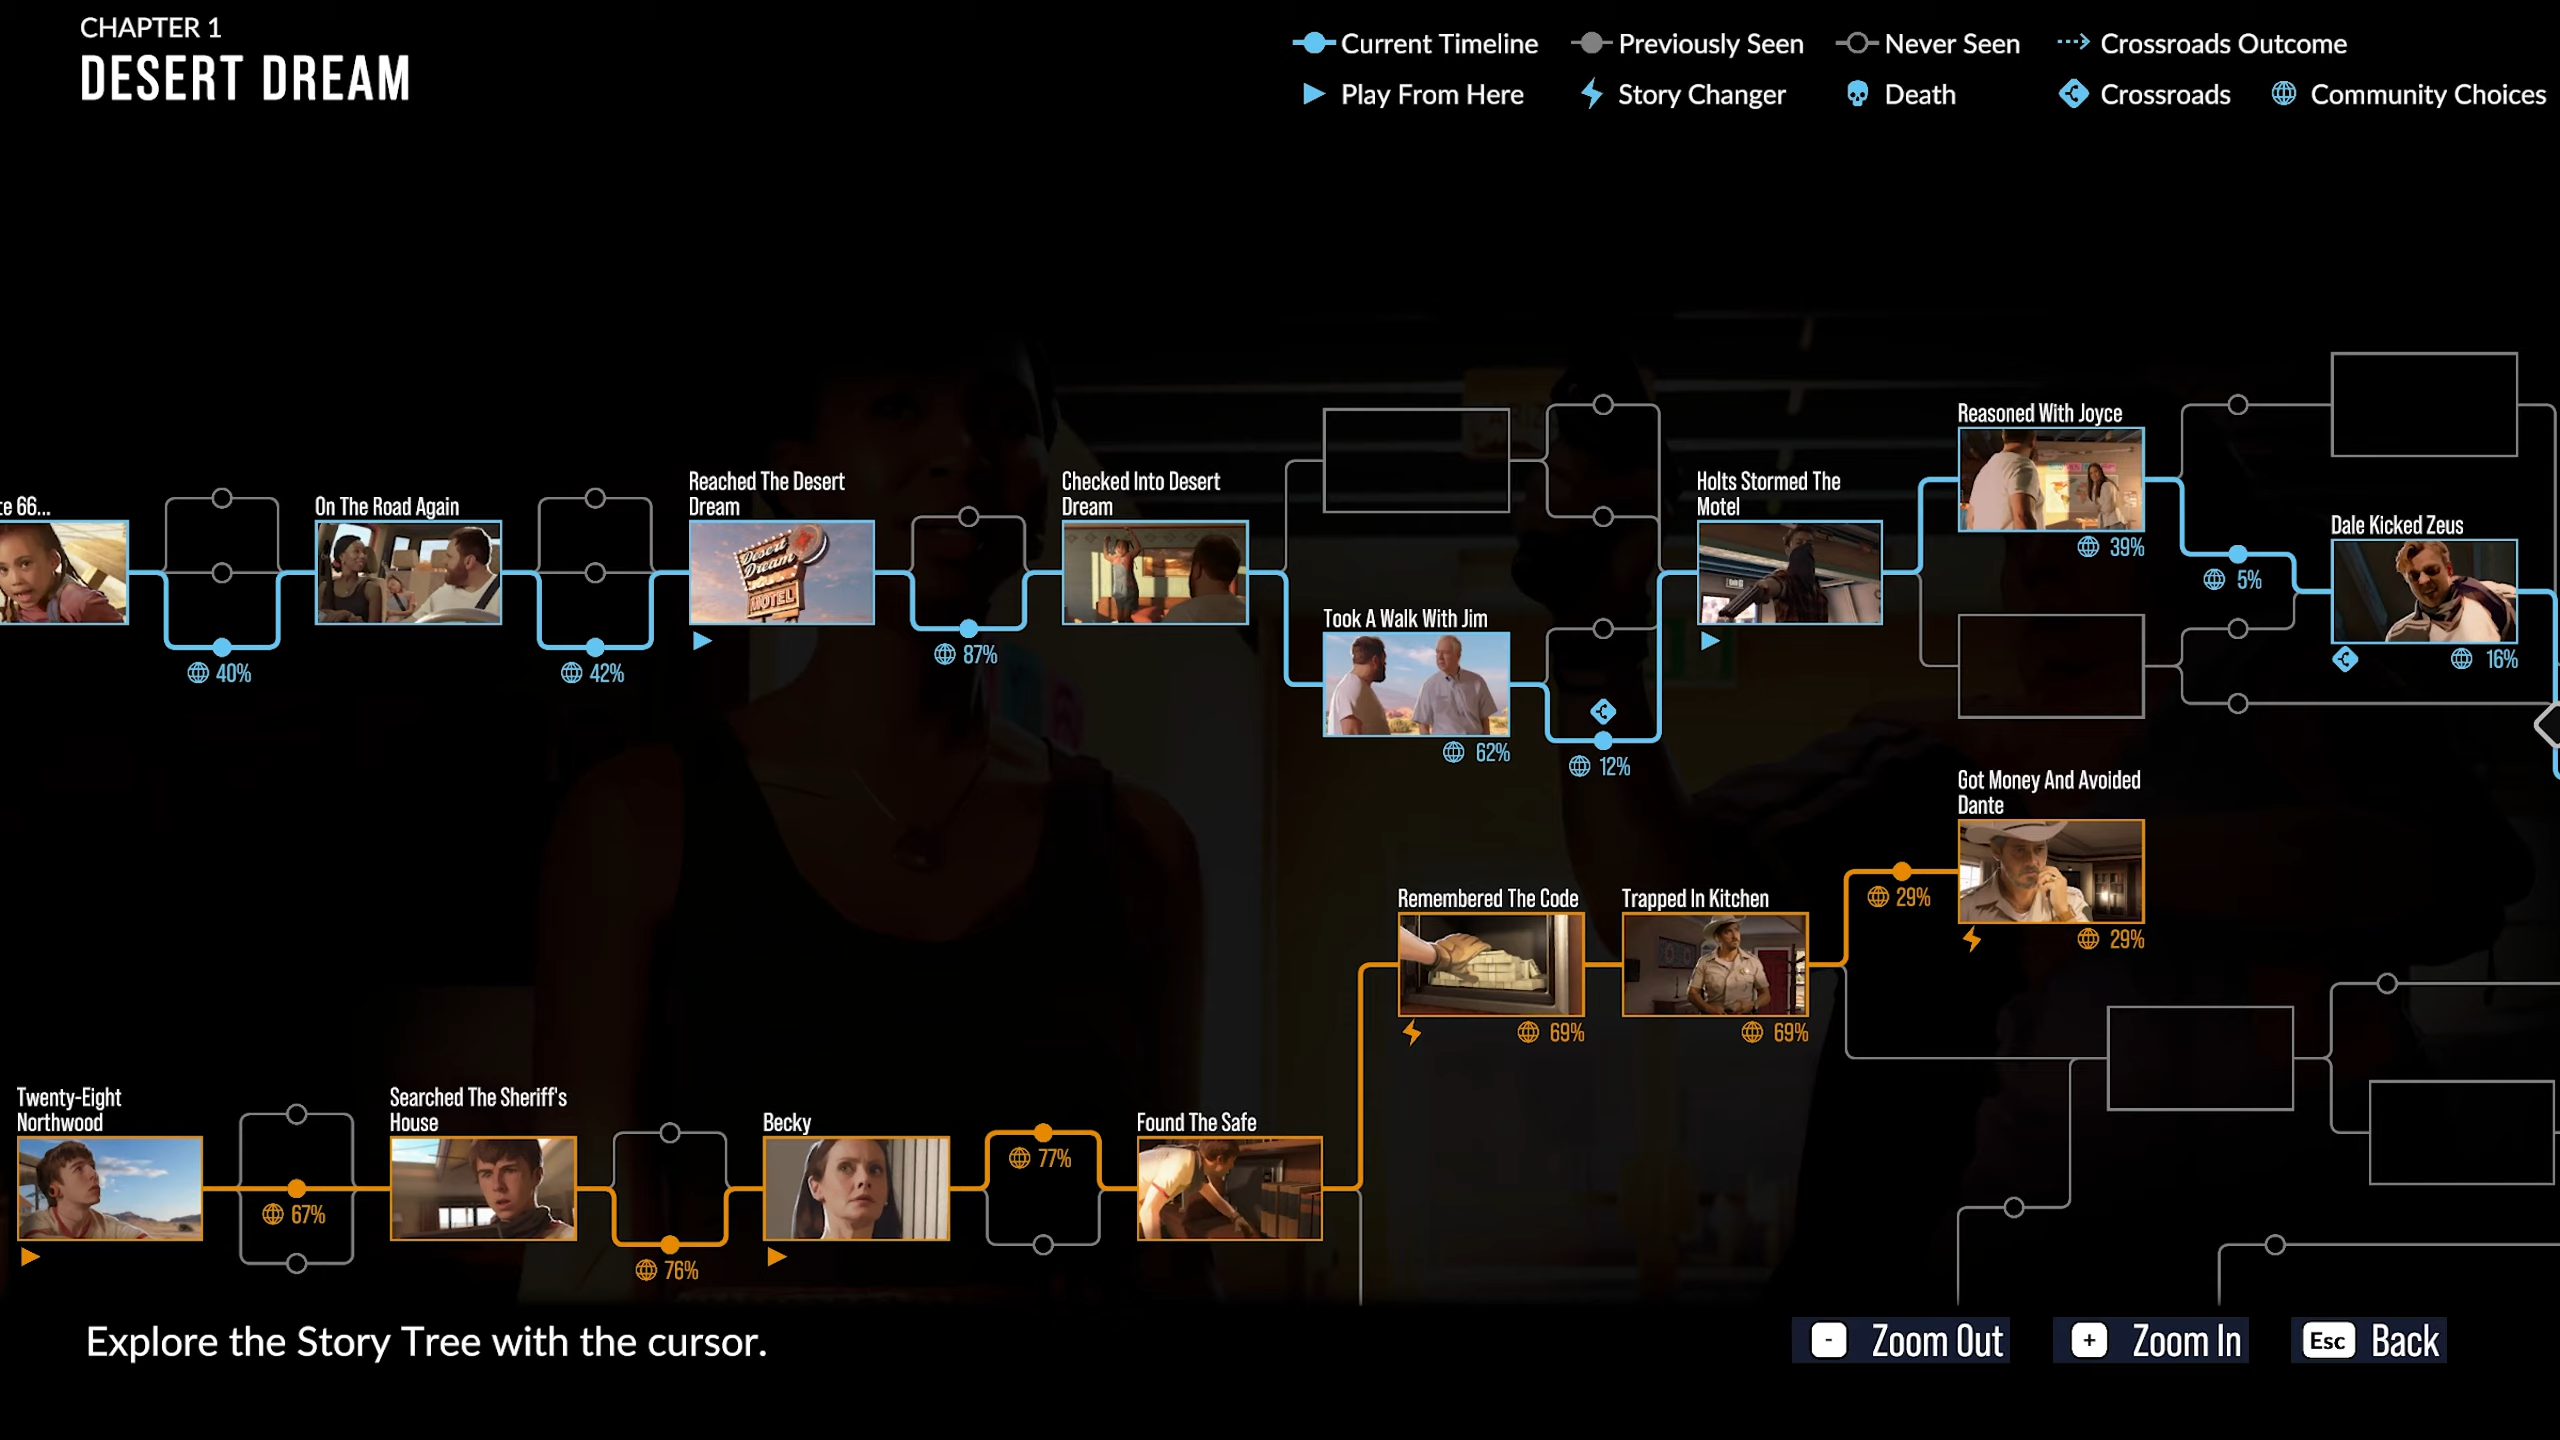 CHAPTER 1
DESERT DREAM
Current Timeline
Previously Seen
Never Seen
Crossroads Outcome
Play From Here
Story Changer
Death
Crossroads
Community Choices
Reasoned With Joyce
39%
te 66...
On The Road Again
Reached The Desert
Dream
Desert
Dream
MOTEL
Checked Into Desert
Dream
Holts Stormed The
Motel
Dale Kicked Zeus
5%
16%
40%
42%
87%
Took A Walk With Jim
62%
12%
Got Money And Avoided
Dante
29%
29%
Remembered The Code
69%
Trapped In Kitchen
69%
Twenty-Eight
Northwood
67%
Searched The Sheriff's
House
76%
Becky
77%
Found The Safe
Explore the Story Tree with the cursor.
- Zoom Out
+ Zoom In
Esc Back